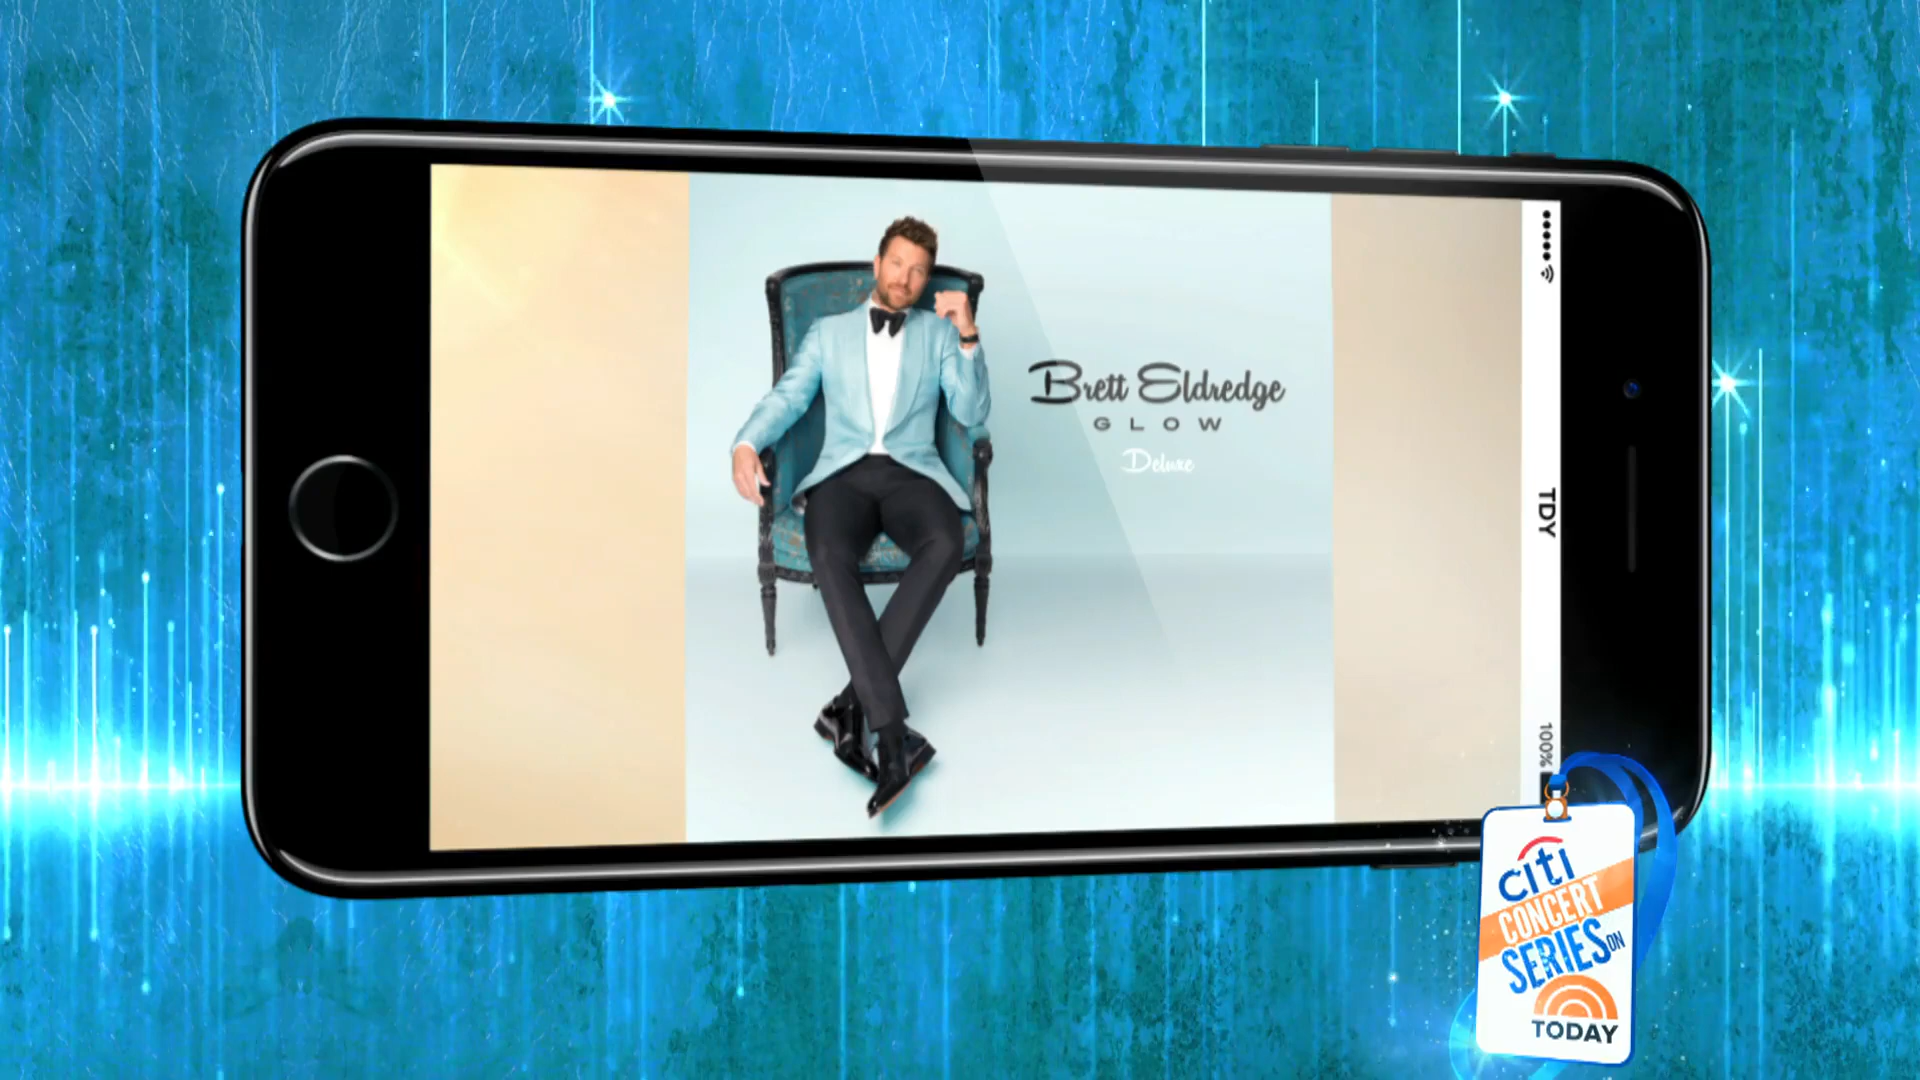 Brett Eldredge
GLOW
Deluxe
TDY
100%
citi
CONCERT
SERIES ON
TODAY